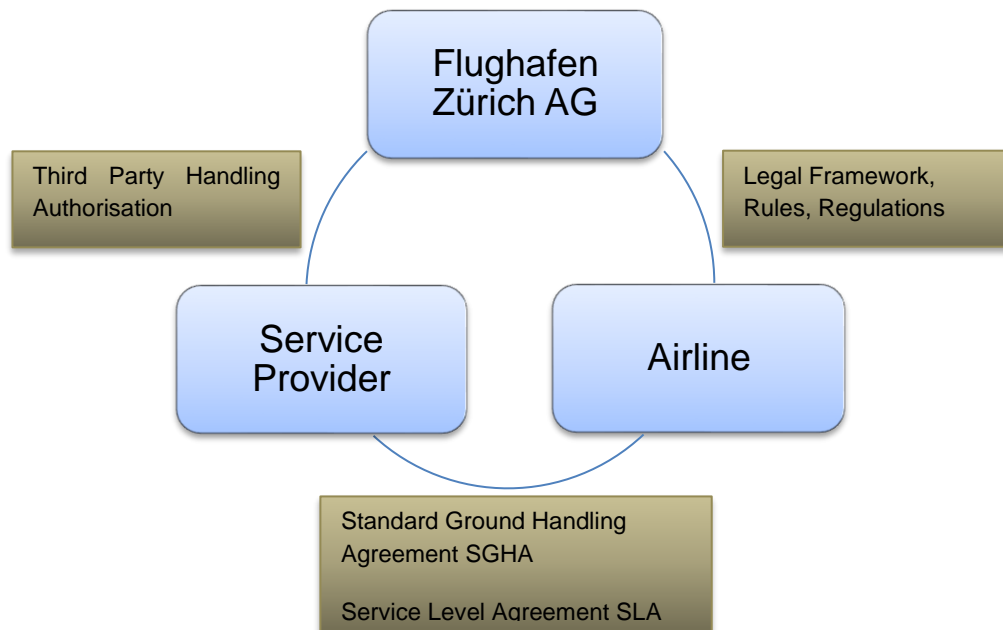 Flughafen
Zürich AG
Third Party Handling
Authorisation
Legal Framework,
Rules, Regulations
Service
Provider
Airline
Standard Ground Handling
Agreement SGHA
Service Level Agreement SLA